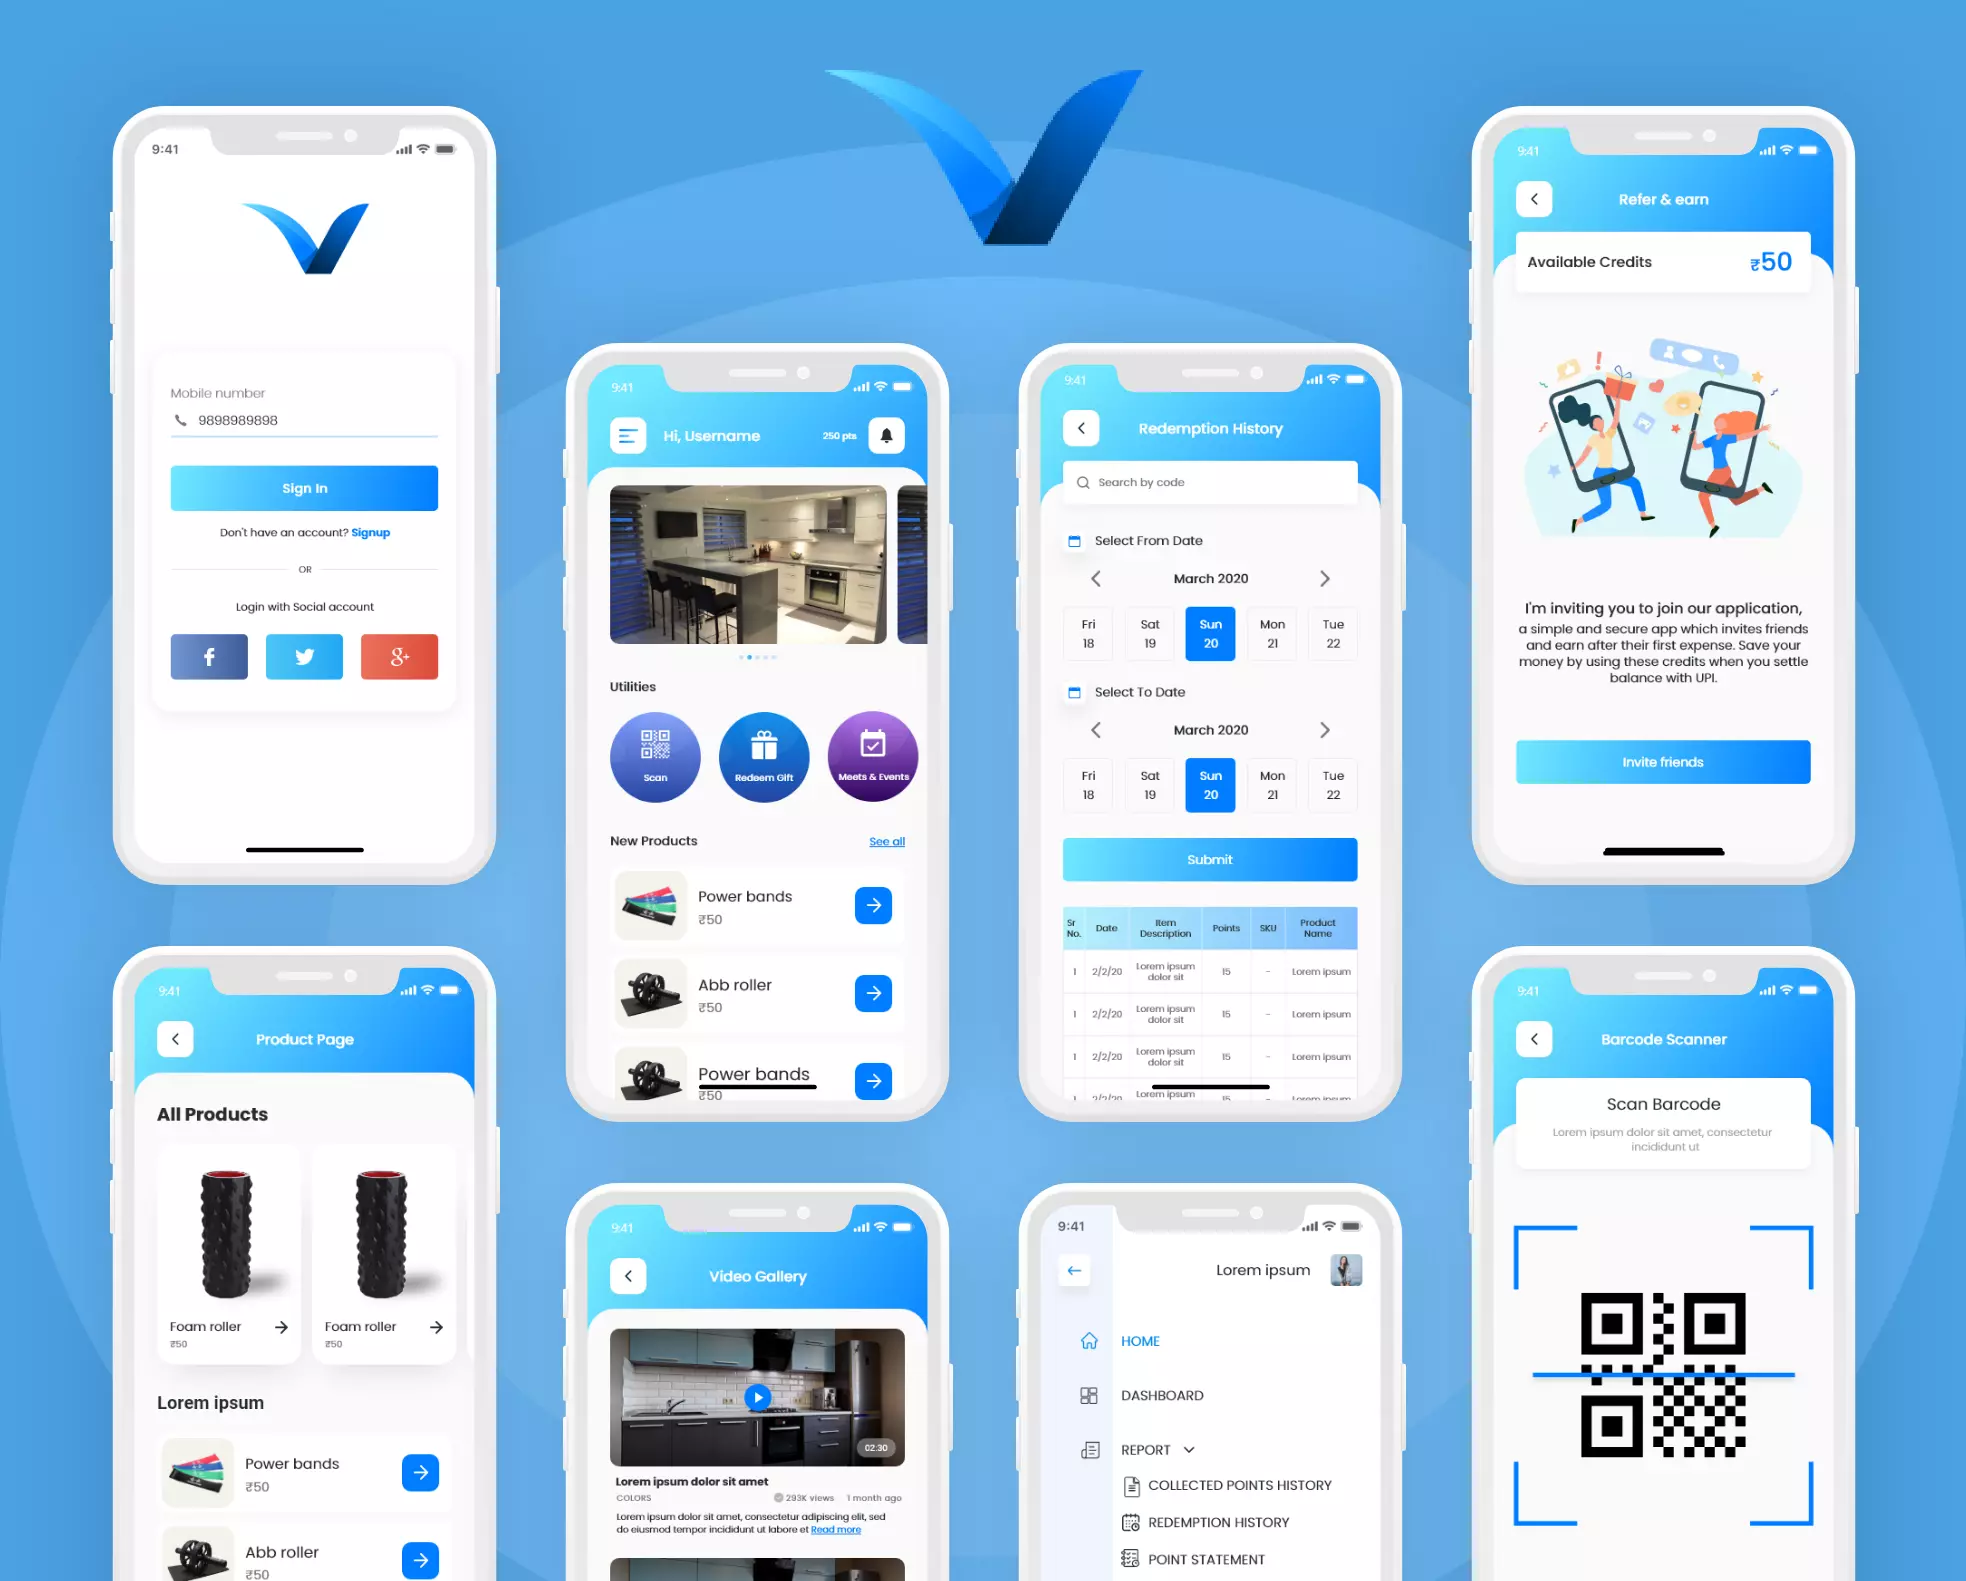 9:41
Mobile number
9898989898
Sign In
Don't have an account? Signup
OR
Login with Social account
f
g+
9:41
Hi, Username
250 pts
Utilities
Scan
Redeem Gift
Meets & Events
New Products
See all
Power bands
₹50
Abb roller
₹50
Power bands
₹50
9:41
Redemption History
Search by code
Select From Date
March 2020
Fri Sat Sun Mon Tue
18 19 20 21 22
Select To Date
March 2020
Fri Sat Sun Mon Tue
18 19 20 21 22
Submit
Sr No. Date Item Description Points SKU Product Name
1 2/2/20 Lorem ipsum dolor sit 15 - Lorem ipsum
1 2/2/20 Lorem ipsum dolor sit 15 - Lorem ipsum
1 2/2/20 Lorem ipsum dolor sit 15 - Lorem ipsum
1 2/2/20 Lorem ipsum 15 - Lorem ipsum
9:41
Refer & earn
Available Credits
₹50
I'm inviting you to join our application,
a simple and secure app which invites friends
and earn after their first expense. Save your
money by using these credits when you settle
balance with UPI.
Invite friends
9:41
Product Page
All Products
Foam roller
₹50
Foam roller
₹50
Lorem ipsum
Power bands
₹50
Abb roller
₹50
9:41
Video Gallery
02:30
Lorem ipsum dolor sit amet
COLORS
293K views
1 month ago
Lorem ipsum dolor sit amet, consectetur adipiscing elit, sed
do eiusmod tempor incididunt ut labore et Read more
9:41
Lorem ipsum
HOME
DASHBOARD
REPORT
COLLECTED POINTS HISTORY
REDEMPTION HISTORY
POINT STATEMENT
9:41
Barcode Scanner
Scan Barcode
Lorem ipsum dolor sit amet, consectetur
incididunt ut